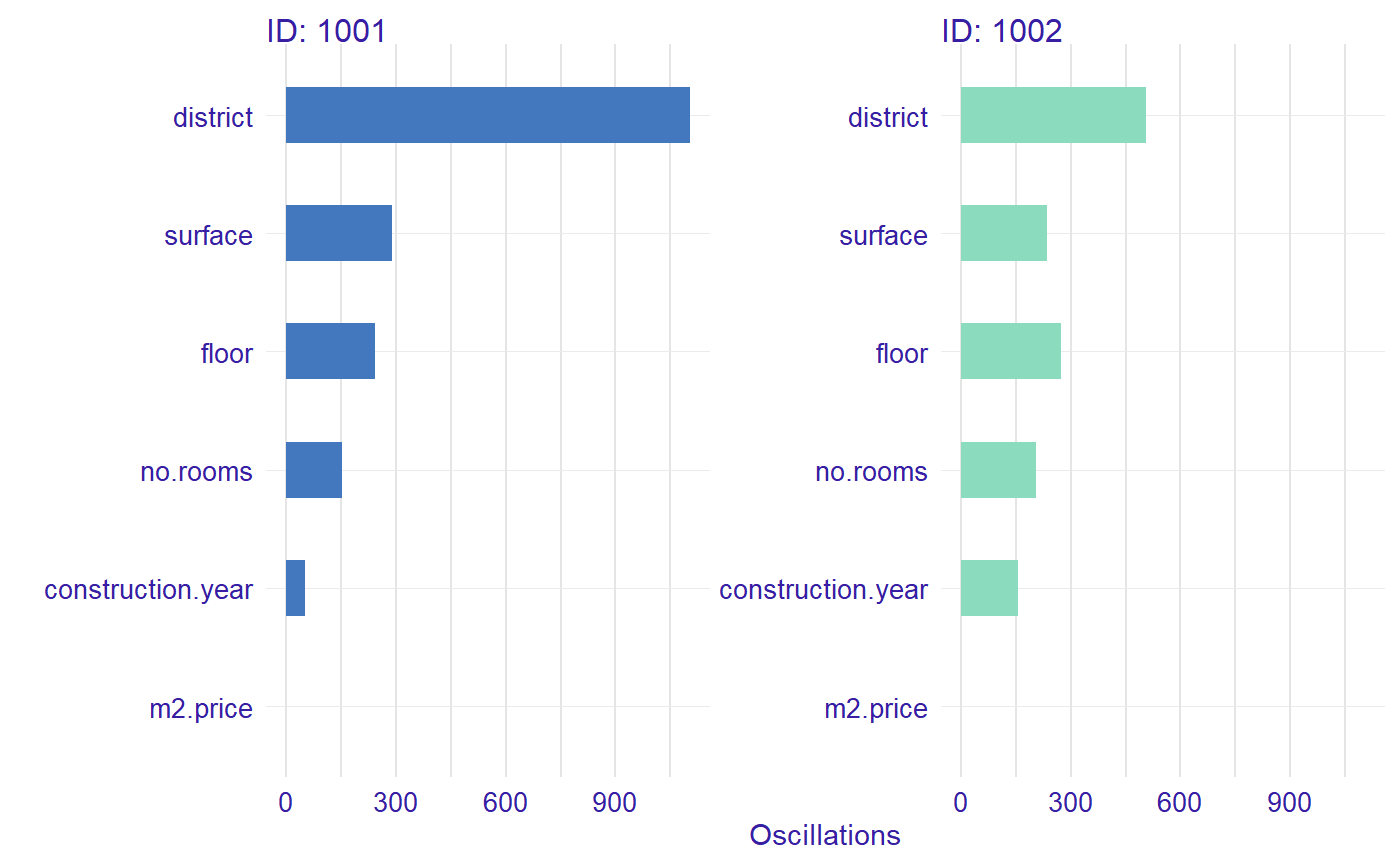 ID: 1001
district
surface
floor
no.rooms
construction.year
m2.price
0 300 600 900
ID: 1002
district
surface
floor
no.rooms
construction.year
m2.price
0 300 600 900
Oscillations